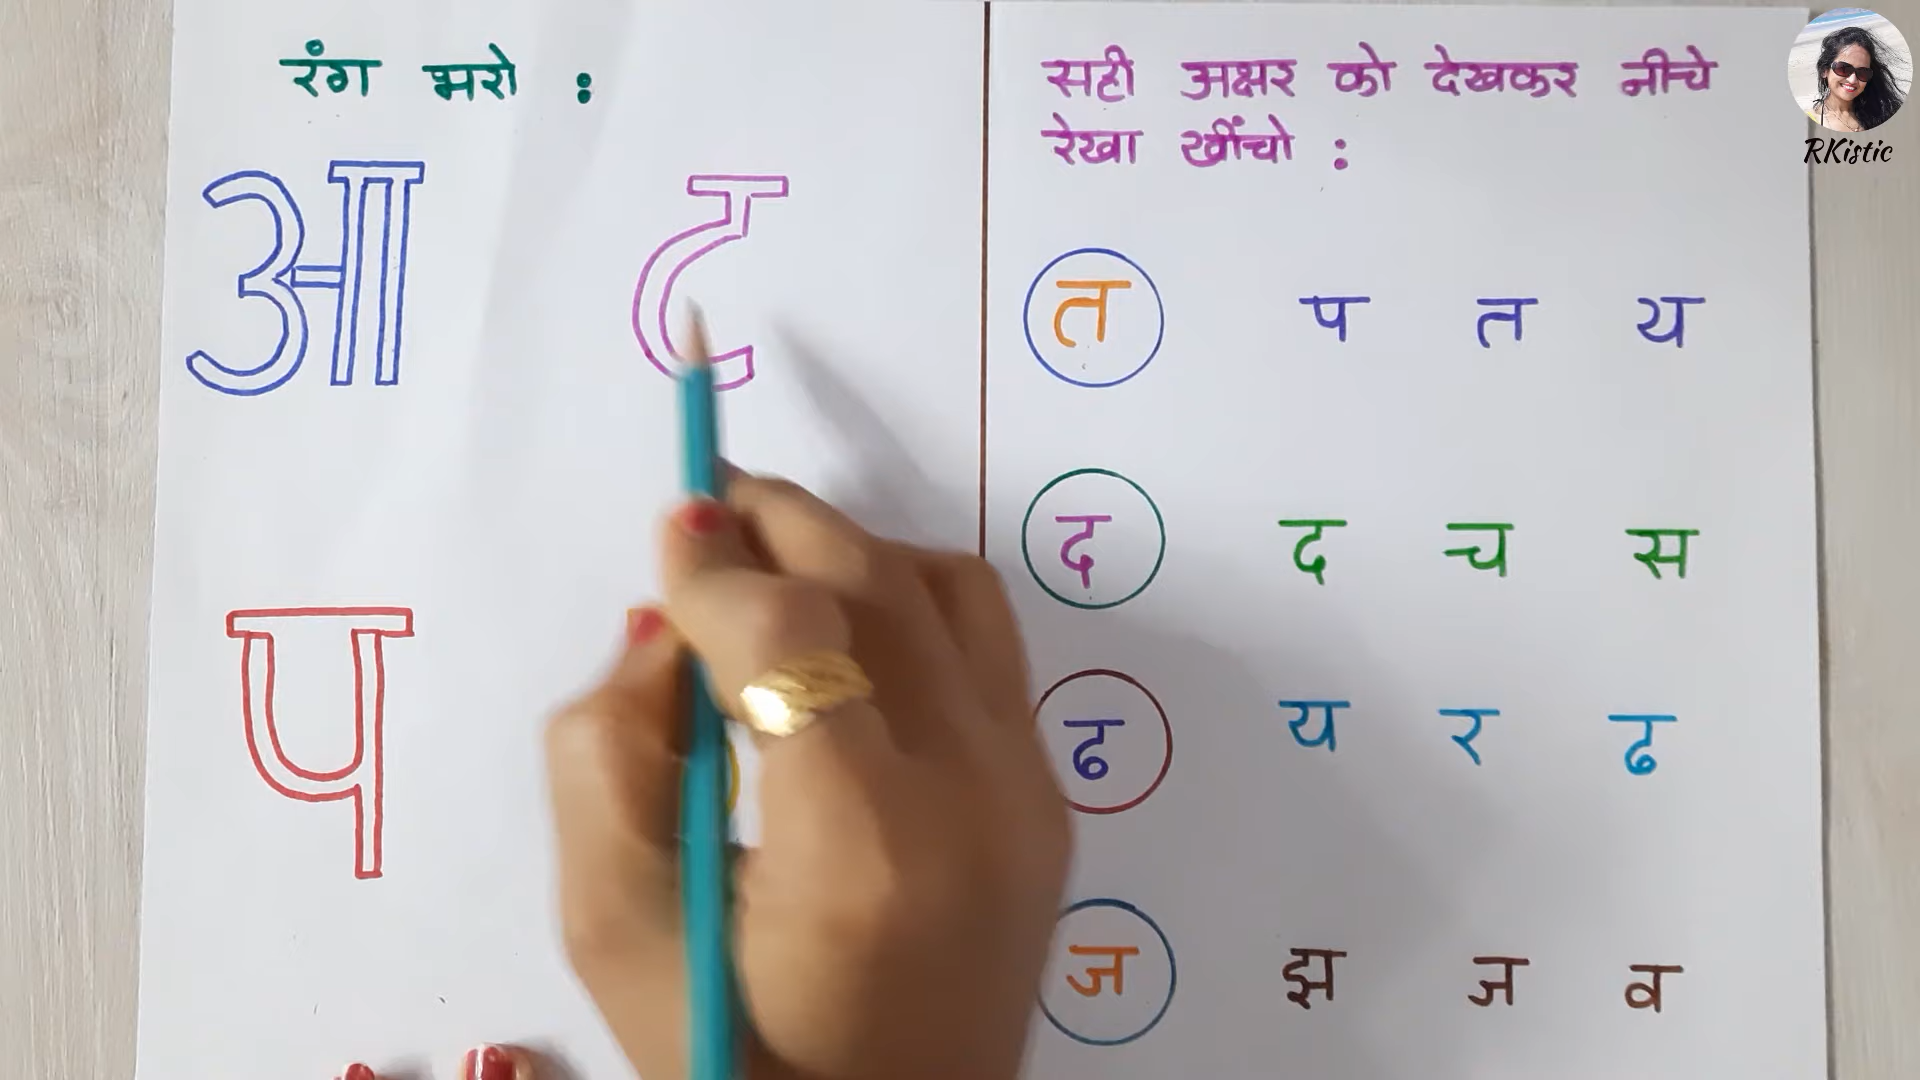 रंग भरो :
आ ट
प
सही अक्षर को देखकर नीचे
रेखा खींचो :
त प त य
द द च स
ढ य र ढ
ज झ ज व
RKistic